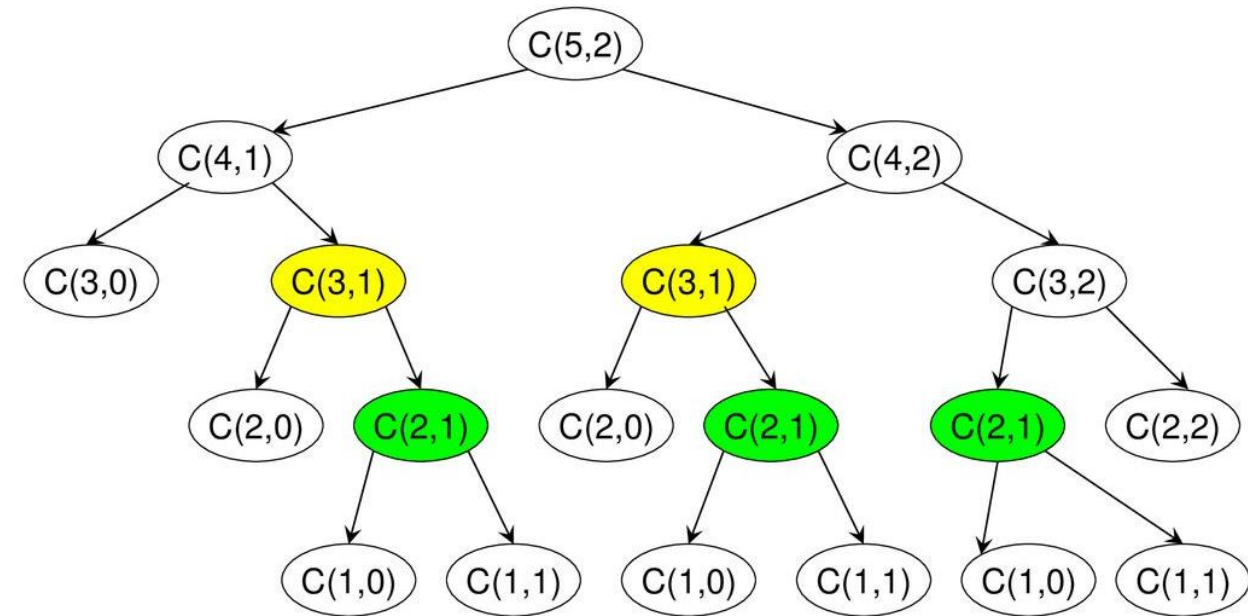 C(5,2)
C(4,1) C(4,2)
C(3,0) C(3,1) C(3,1) C(3,2)
C(2,0) C(2,1) C(2,0) C(2,1) C(2,1) C(2,2)
C(1,0) C(1,1) C(1,0) C(1,1) C(1,0) C(1,1)